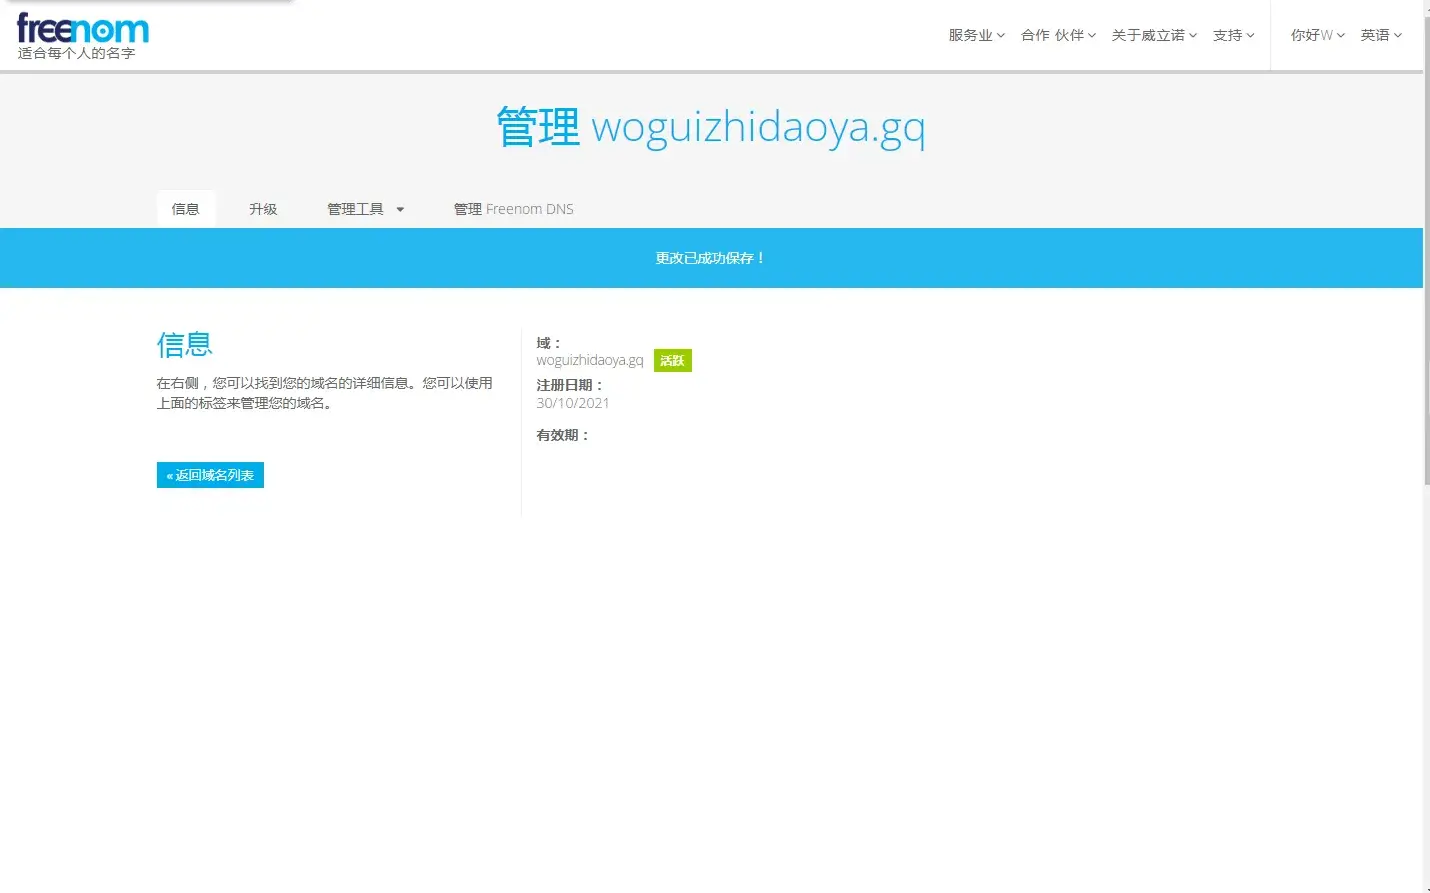 freenom
适合每个人的名字
服务业 合作 伙伴 关于威立诺 支持 你好W 英语
管理 woguizhidaoya.gq
信息 升级 管理工具 管理 Freenom DNS
更改已成功保存！
信息
在右侧，您可以找到您的域名的详细信息。您可以使用
上面的标签来管理您的域名。
« 返回域名列表
域：
woguizhidaoya.gq 活跃
注册日期：
30/10/2021
有效期：